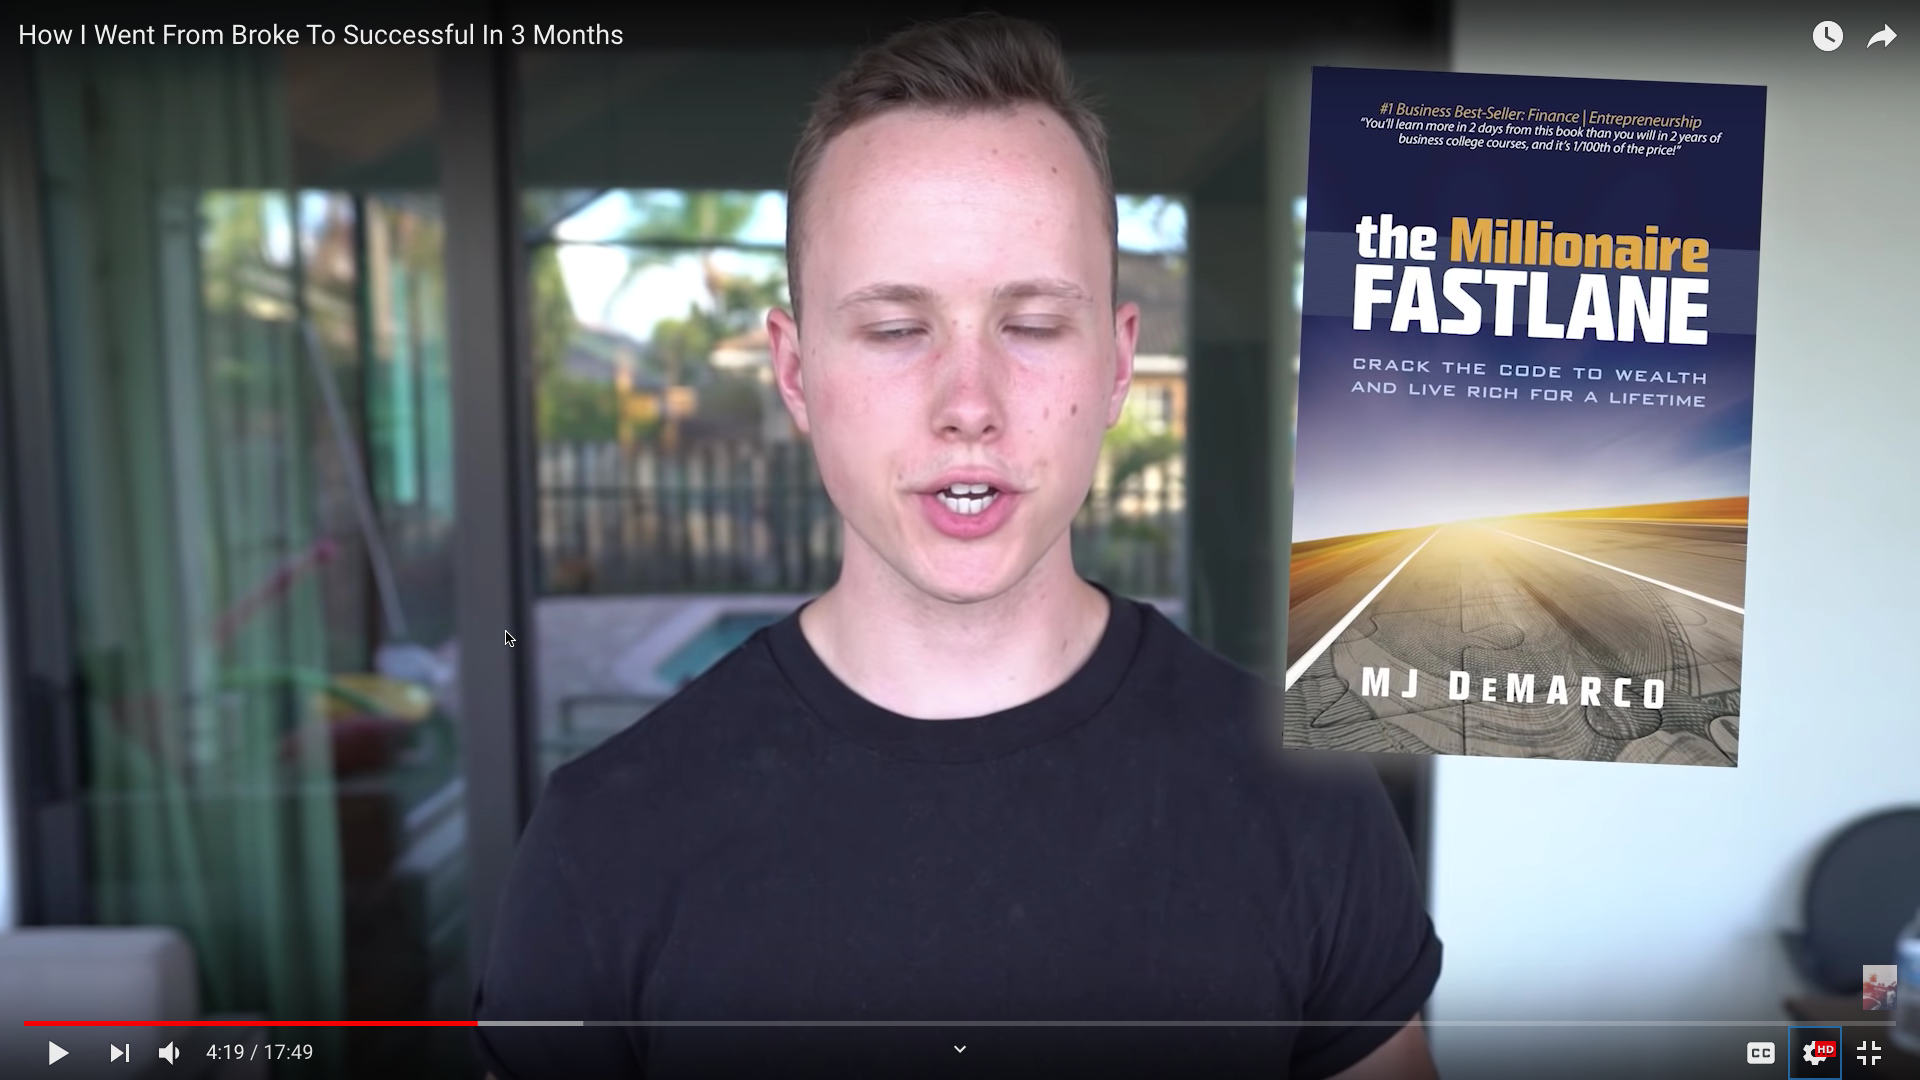 How I Went From Broke To Successful In 3 Months
#1 Business Best-Seller: Finance | Entrepreneurship
"You'll learn more in 2 days from this book than you will in 2 years of
business college courses, and it's 1/100th of the price!"
the Millionaire
FASTLANE
CRACK THE CODE TO WEALTH
AND LIVE RICH FOR A LIFETIME
MJ DEMARCO
4:19 / 17:49
CC
HD